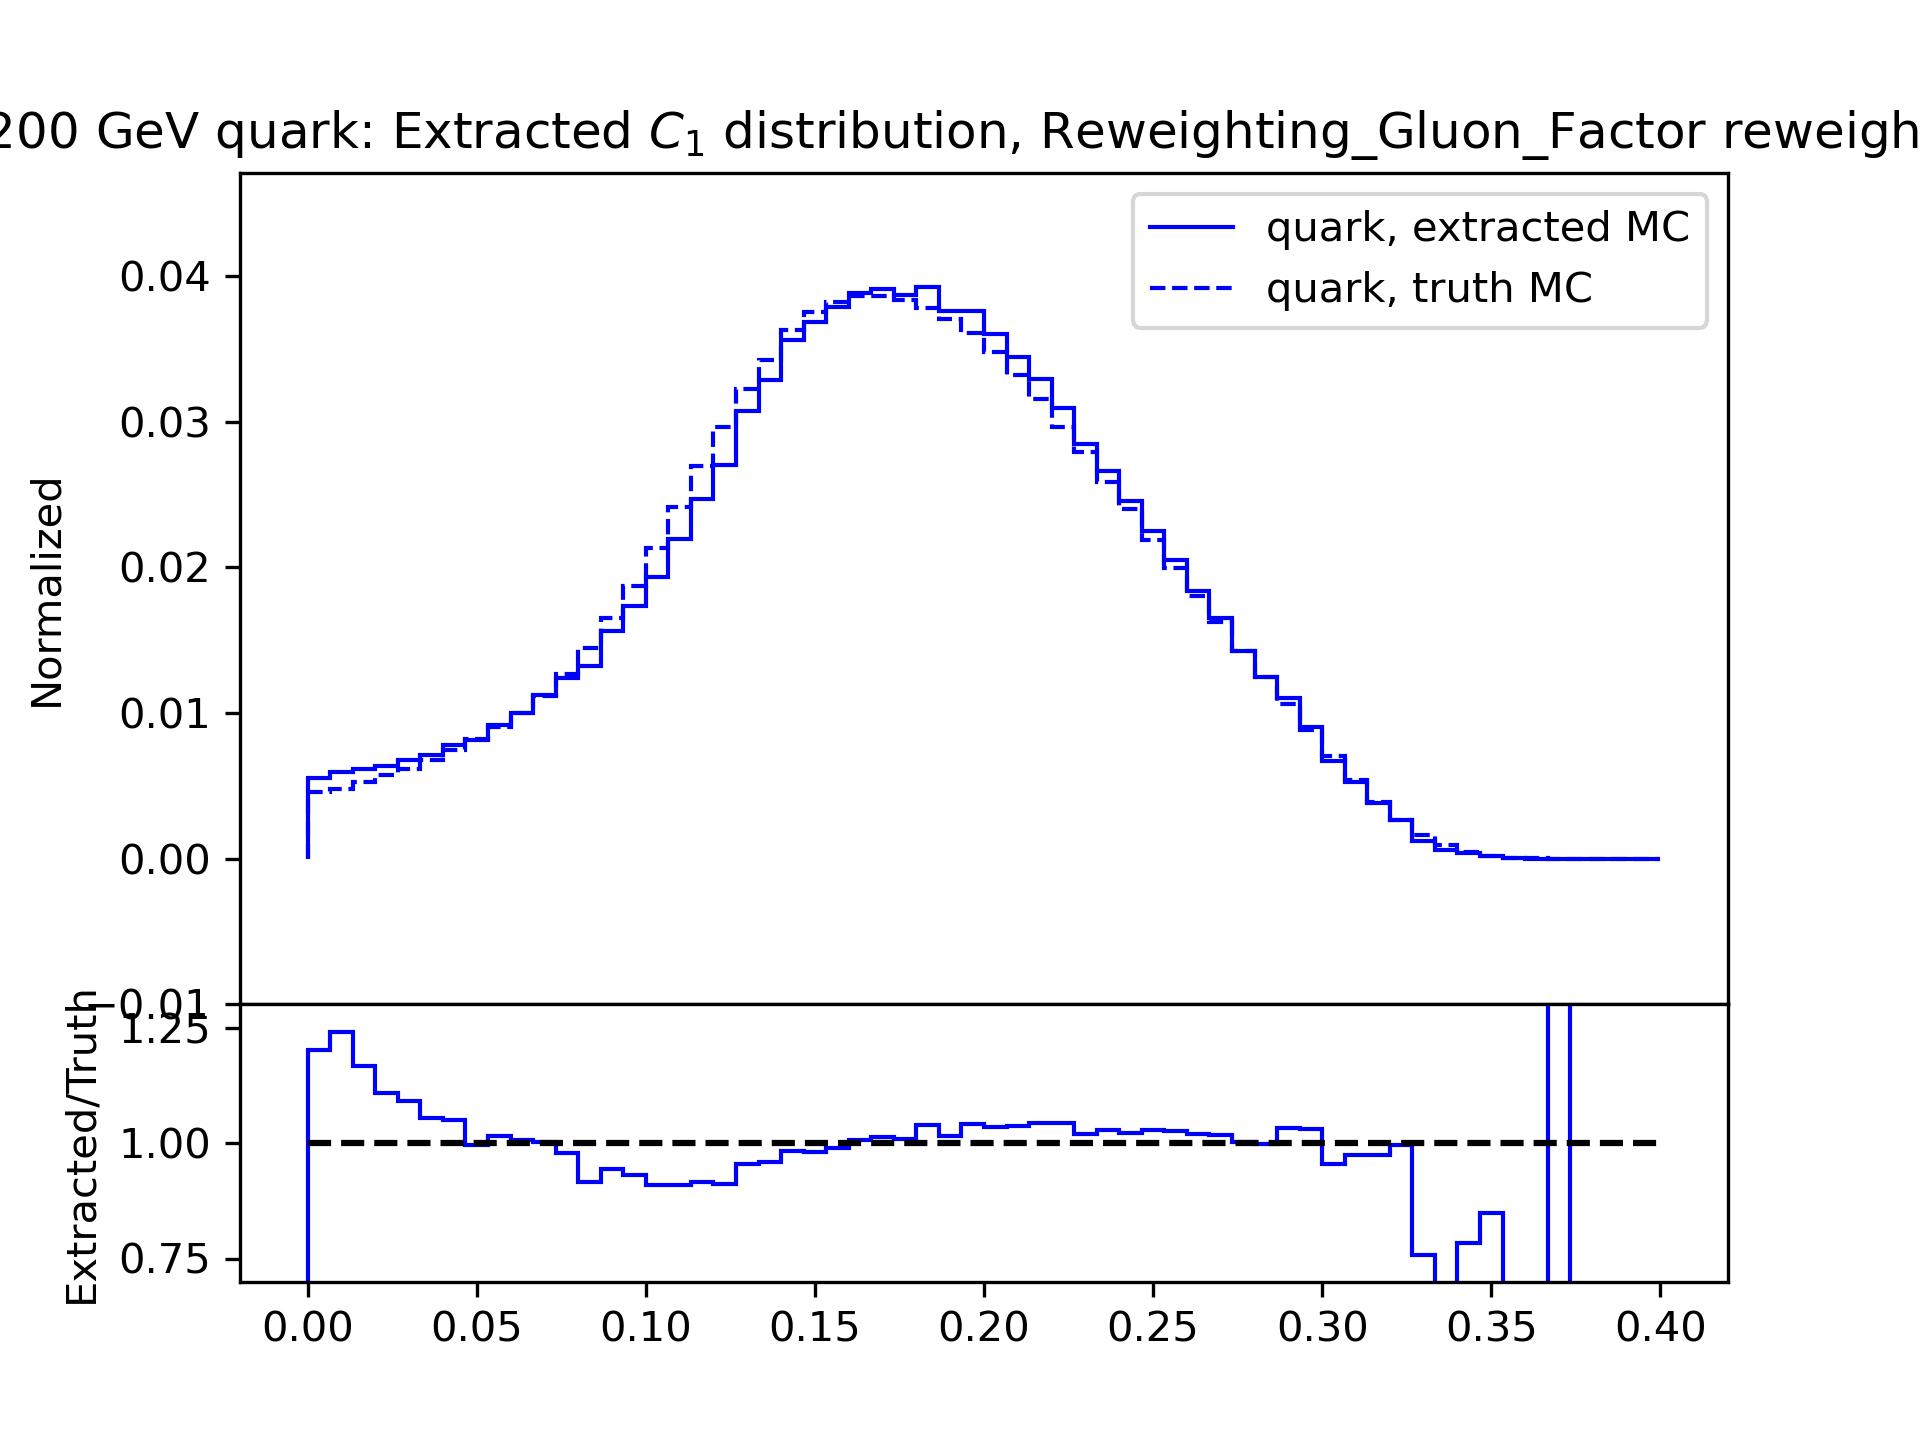 200 GeV quark: Extracted C₁ distribution, Reweighting_Gluon_Factor reweigh
quark, extracted MC
quark, truth MC
Normalized
0.04
0.03
0.02
0.01
0.00
−0.01
Extracted/Truth
1.25
1.00
0.75
0.00 0.05 0.10 0.15 0.20 0.25 0.30 0.35 0.40